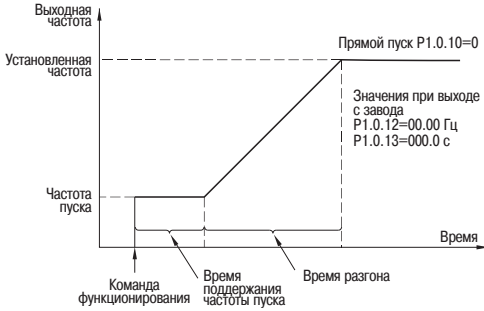 Выходная
частота
Прямой пуск P1.0.10=0
Установленная
частота
Значения при выходе
с завода
P1.0.12=00.00 Гц
P1.0.13=000.0 с
Частота
пуска
Время
Команда
функционирования
Время
поддержания
частоты пуска
Время разгона